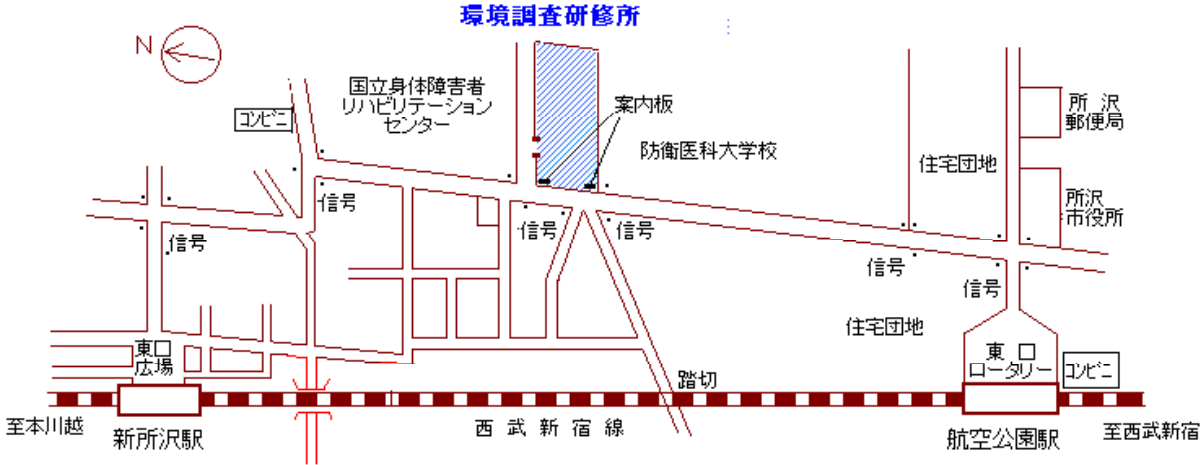 環境調査研修所
N
国立身体障害者
リハビリテーション
センター
コンビニ
案内板
防衛医科大学校
所沢
郵便局
住宅団地
所沢
市役所
信号
信号
信号
信号
信号
信号
住宅団地
東口
広場
東口
ロータリー
コンビニ
踏切
至本川越
新所沢駅
西武新宿線
航空公園駅
至西武新宿